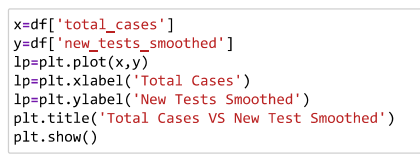 x=df['total_cases']
y=df['new_tests_smoothed']
lp=plt.plot(x,y)
lp=plt.xlabel('Total Cases')
lp=plt.ylabel('New Tests Smoothed')
plt.title('Total Cases VS New Test Smoothed')
plt.show()